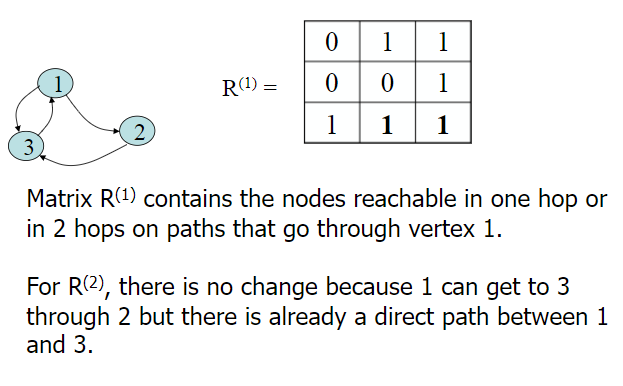 1
2
3
R(1) =
0 1 1
0 0 1
1 1 1
Matrix R(1) contains the nodes reachable in one hop or
in 2 hops on paths that go through vertex 1.
For R(2), there is no change because 1 can get to 3
through 2 but there is already a direct path between 1
and 3.